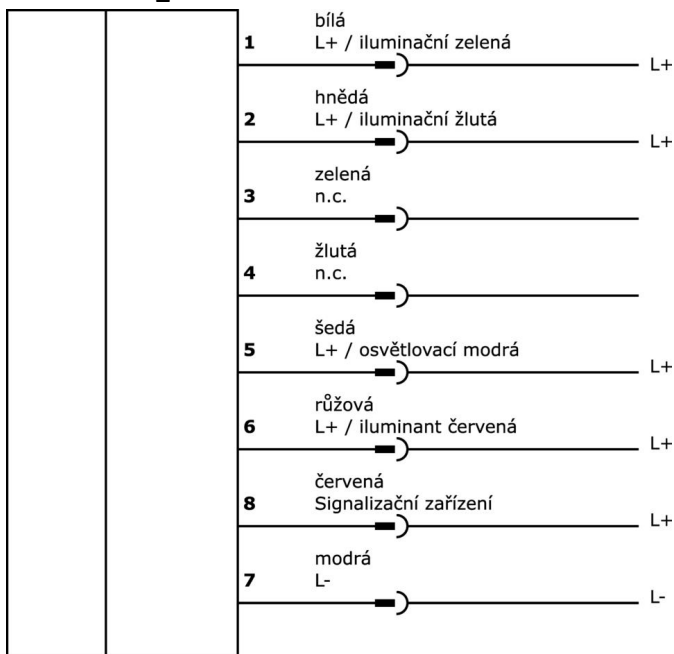 bílá
1 L+ / iluminační zelená
L+
hnědá
2 L+ / iluminační žlutá
L+
zelená
3 n.c.
žlutá
4 n.c.
šedá
5 L+ / osvětlovací modrá
L+
růžová
6 L+ / iluminant červená
L+
červená
8 Signalizační zařízení
L+
modrá
7 L-
L-